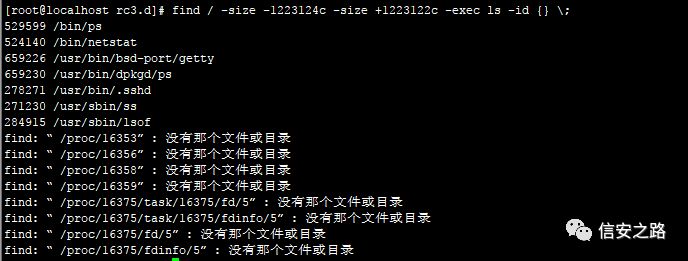 [root@localhost rc3.d]# find / -size -1223124c -size +1223122c -exec ls -id {} \;
529599 /bin/ps
524140 /bin/netstat
659226 /usr/bin/bsd-port/getty
659230 /usr/bin/dpkgd/ps
278271 /usr/bin/.sshd
271230 /usr/sbin/ss
284915 /usr/sbin/lsof
find: “ /proc/16353” : 没有那个文件或目录
find: “ /proc/16356” : 没有那个文件或目录
find: “ /proc/16358” : 没有那个文件或目录
find: “ /proc/16359” : 没有那个文件或目录
find: “ /proc/16375/task/16375/fd/5” : 没有那个文件或目录
find: “ /proc/16375/task/16375/fdinfo/5” : 没有那个文件或目录
find: “ /proc/16375/fd/5” : 没有那个文件或目录
find: “ /proc/16375/fdinfo/5” : 没有那个文件或目录
信安之路